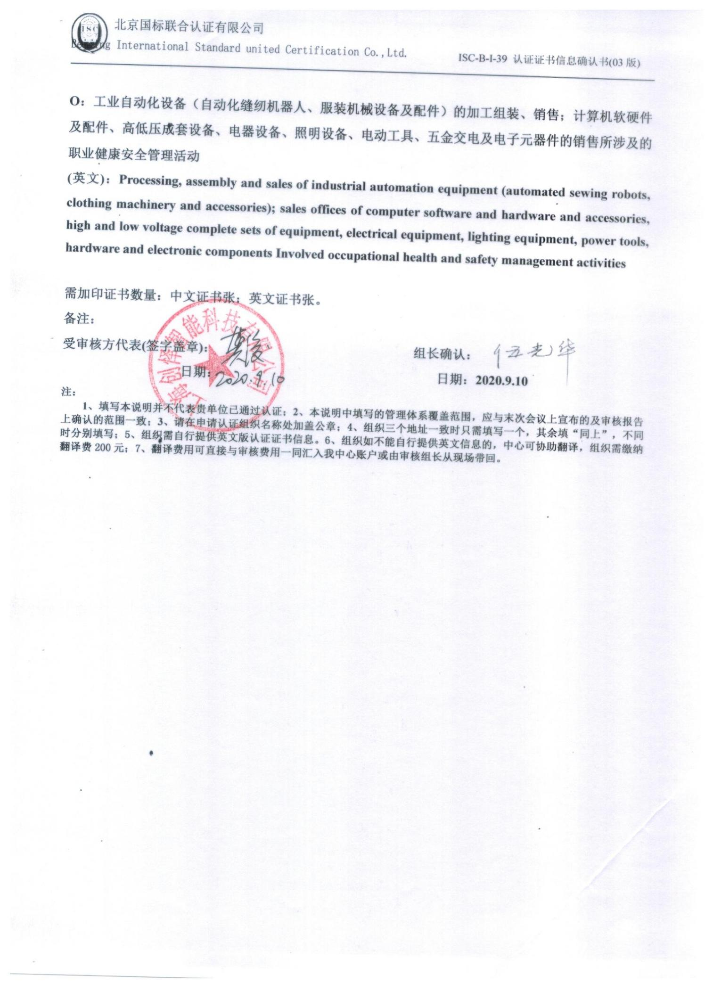 ISC
北京国标联合认证有限公司
Beijing International Standard united Certification Co.,Ltd.
ISC-B-I-39 认证证书信息确认书(03 版)
O：工业自动化设备（自动化缝纫机器人、服装机械设备及配件）的加工组装、销售；计算机软硬件
及配件、高低压成套设备、电器设备、照明设备、电动工具、五金交电及电子元器件的销售所涉及的
职业健康安全管理活动
(英文)：Processing, assembly and sales of industrial automation equipment (automated sewing robots,
clothing machinery and accessories); sales offices of computer software and hardware and accessories,
high and low voltage complete sets of equipment, electrical equipment, lighting equipment, power tools,
hardware and electronic components Involved occupational health and safety management activities
需加印证书数量：中文证书张；英文证书张。
备注：
受审核方代表(签字盖章)：
日期：2020.9.10
上海创泽智能科技有限公司
组长确认：伍光华
日期：2020.9.10
注：
1、填写本说明并不代表贵单位已通过认证；2、本说明中填写的管理体系覆盖范围，应与末次会议上宣布的及审核报告
上确认的范围一致；3、请在申请认证组织名称处加盖公章；4、组织三个地址一致时只需填写一个，其余填“同上”，不同
时分别填写；5、组织需自行提供英文版认证证书信息。6、组织如不能自行提供英文信息的，中心可协助翻译，组织需缴纳
翻译费 200 元；7、翻译费用可直接与审核费用一同汇入我中心账户或由审核组长从现场带回。